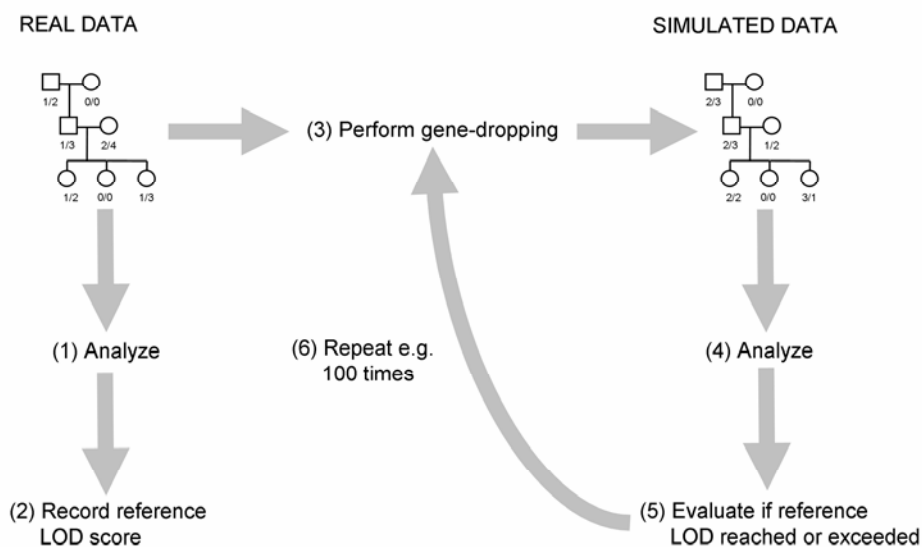 REAL DATA
SIMULATED DATA
1/2 0/0
1/3 2/4
1/2 0/0 1/3
2/3 0/0
2/3 1/2
2/2 0/0 3/1
(3) Perform gene-dropping
(1) Analyze
(6) Repeat e.g.
100 times
(4) Analyze
(2) Record reference
LOD score
(5) Evaluate if reference
LOD reached or exceeded